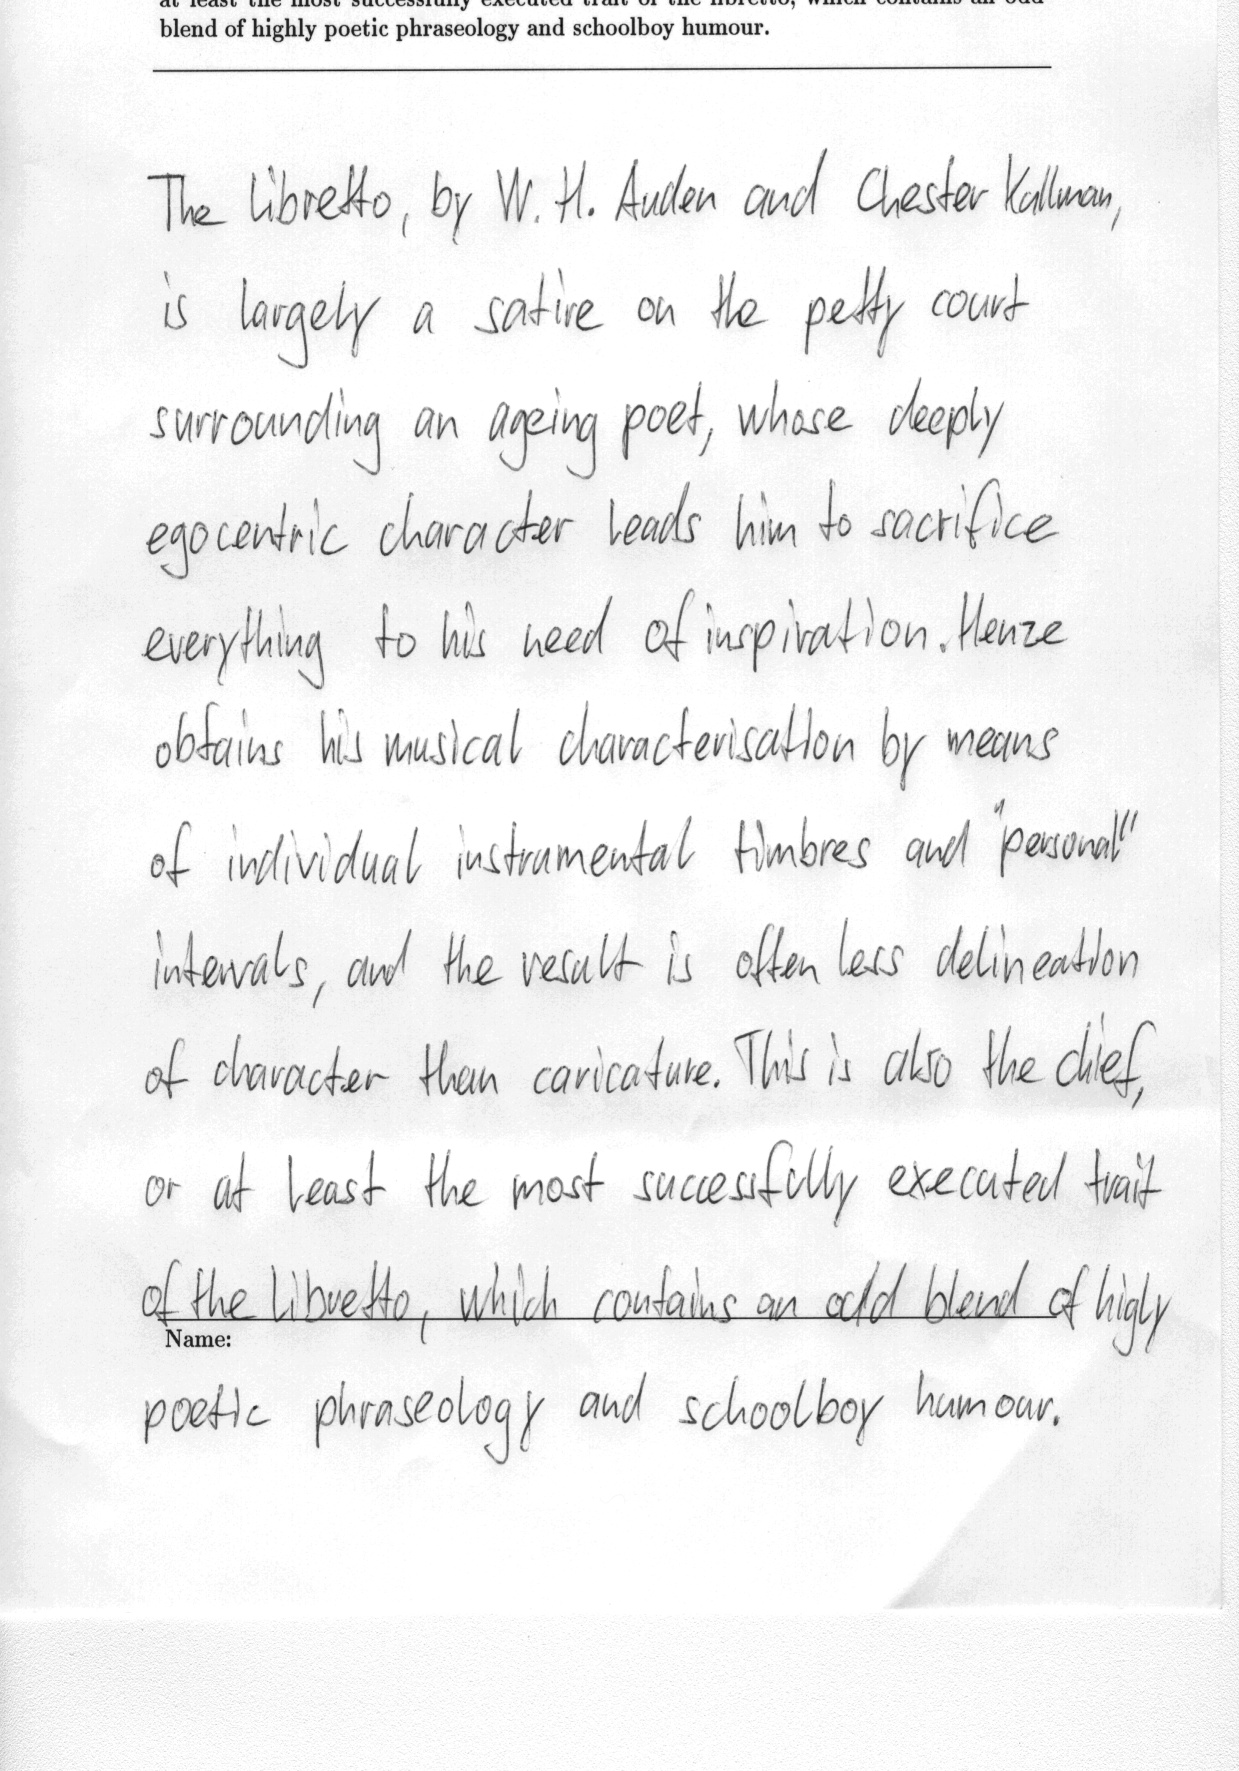 at least the most successfully executed trait of the libretto, which contains an odd
blend of highly poetic phraseology and schoolboy humour.
The libretto, by W. H. Auden and Chester Kallman,
is largely a satire on the petty court
surrounding an ageing poet, whose deeply
egocentric character leads him to sacrifice
everything to his need of inspiration. Henze
obtains his musical characterisation by means
of individual instrumental timbres and "personal"
intervals, and the result is often less delineation
of character than caricature. This is also the chief,
or at least the most successfully executed trait
of the libretto, which contains an odd blend of higly
Name:
poetic phraseology and schoolboy humour.